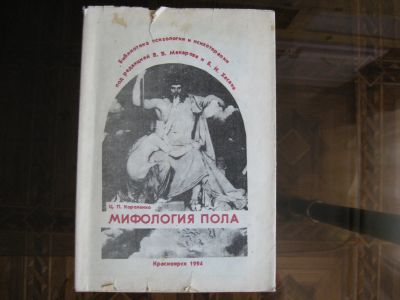 Библиотека психологии и психотерапии
под редакцией В. В. Макарова и Б. И. Хасана
Ц. П. Короленко
МИФОЛОГИЯ ПОЛА
Красноярск 1994